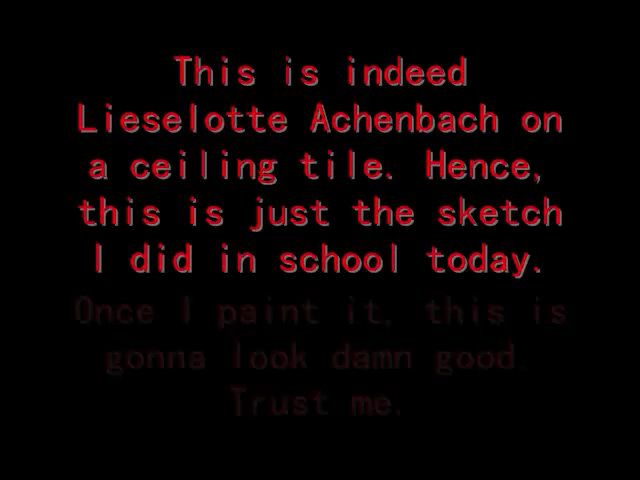 This is indeed
Lieselotte Achenbach on
a ceiling tile. Hence,
this is just the sketch
I did in school today.
Once I paint it, this is
gonna look damn good.
Trust me.